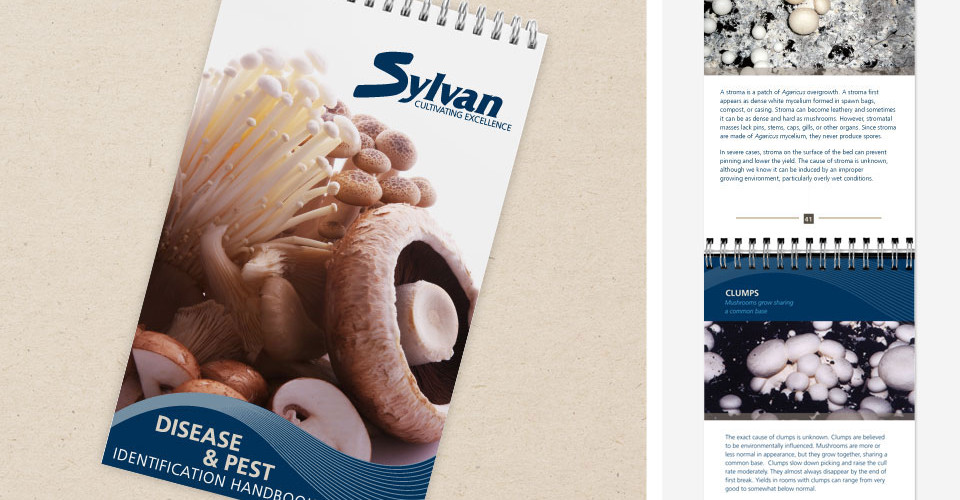 Sylvan
CULTIVATING EXCELLENCE
DISEASE
& PEST
IDENTIFICATION HANDBOOK
A stroma is a patch of Agaricus overgrowth. A stroma first
appears as dense white mycelium formed in spawn bags,
compost, or casing. Stroma can become leathery and sometimes
it can be as dense and hard as mushrooms. However, stromatal
masses lack pins, stems, caps, gills, or other organs. Since stroma
are made of Agaricus mycelium, they never produce spores.
In severe cases, stroma on the surface of the bed can prevent
pinning and lower the yield. The cause of stroma is unknown,
although we know it can be induced by an improper
growing environment, particularly overly wet conditions.
41
CLUMPS
Mushrooms grow sharing
a common base
The exact cause of clumps is unknown. Clumps are believed
to be environmentally influenced. Mushrooms are more or
less normal in appearance, but they grow together, sharing a
common base. Clumps slow down picking and raise the cull
rate moderately. They almost always disappear by the end of
first break. Yields in rooms with clumps can range from very
good to somewhat below normal.